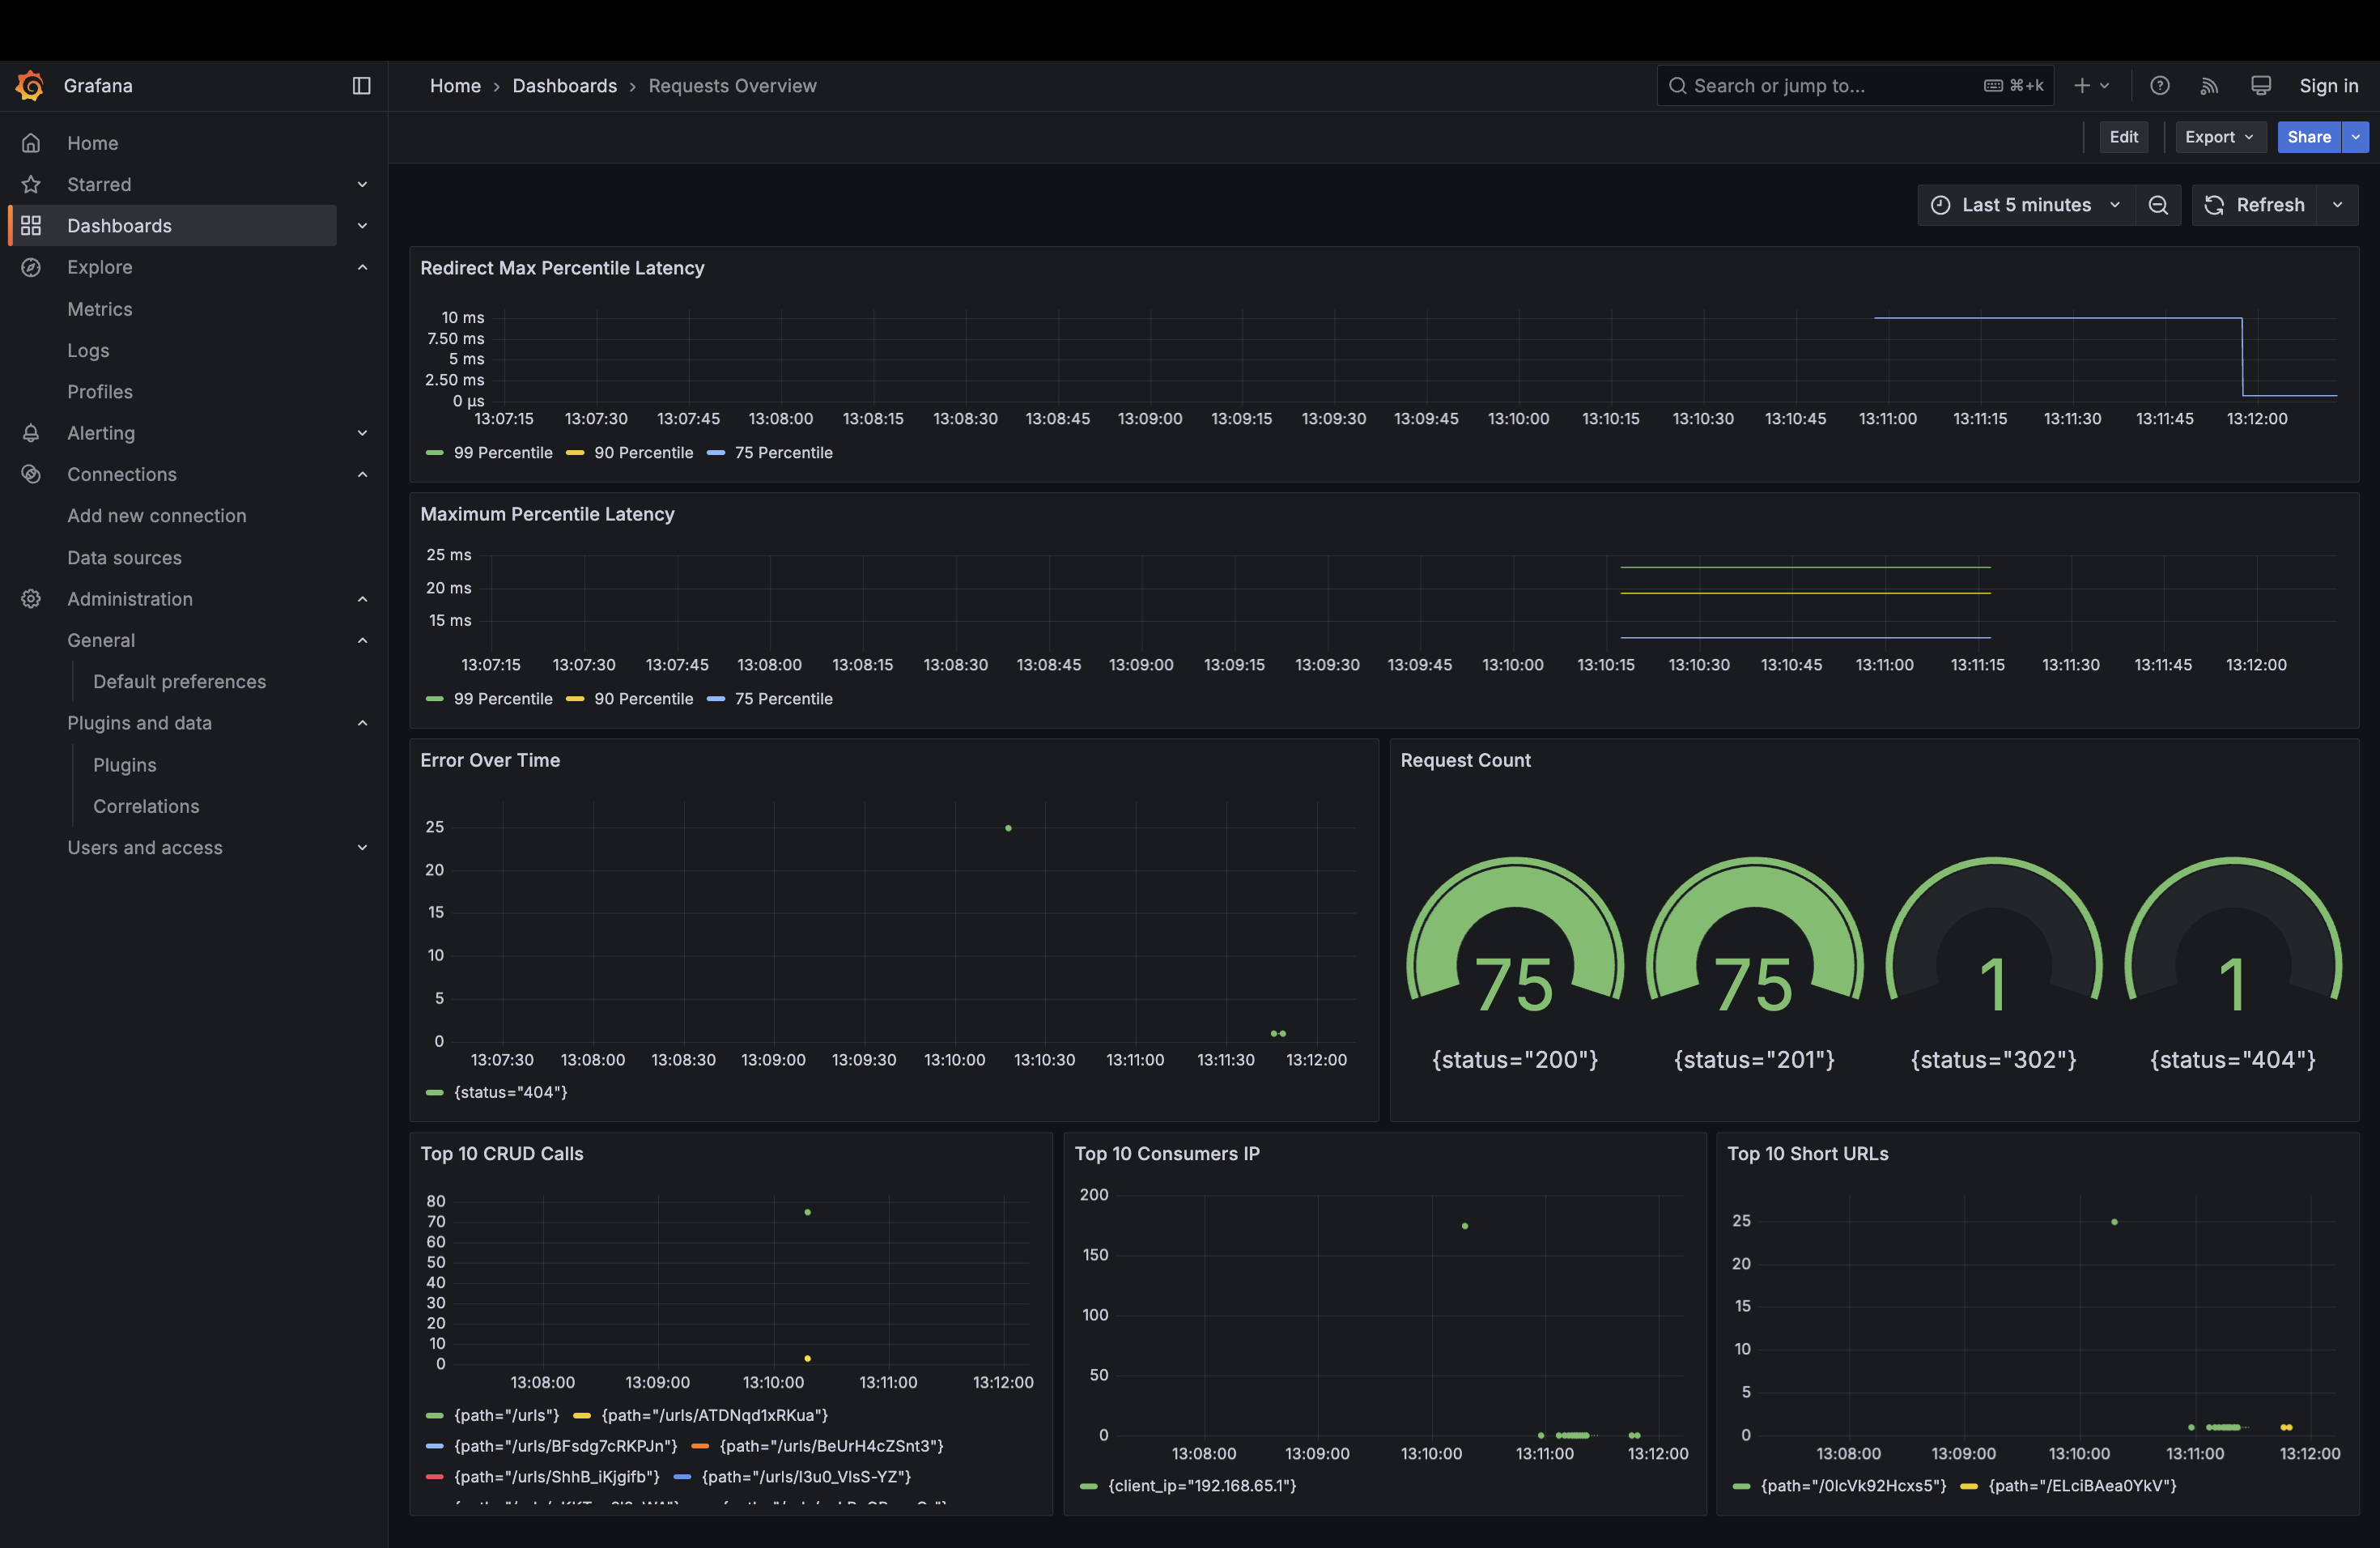 Grafana
Home › Dashboards › Requests Overview
Search or jump to... ⌘+k
Sign in
Edit
Export
Share
Home
Starred
Dashboards
Explore
Metrics
Logs
Profiles
Alerting
Connections
Add new connection
Data sources
Administration
General
Default preferences
Plugins and data
Plugins
Correlations
Users and access
Last 5 minutes
Refresh
Redirect Max Percentile Latency
10 ms
7.50 ms
5 ms
2.50 ms
0 µs
13:07:15 13:07:30 13:07:45 13:08:00 13:08:15 13:08:30 13:08:45 13:09:00 13:09:15 13:09:30 13:09:45 13:10:00 13:10:15 13:10:30 13:10:45 13:11:00 13:11:15 13:11:30 13:11:45 13:12:00
99 Percentile 90 Percentile 75 Percentile
Maximum Percentile Latency
25 ms
20 ms
15 ms
13:07:15 13:07:30 13:07:45 13:08:00 13:08:15 13:08:30 13:08:45 13:09:00 13:09:15 13:09:30 13:09:45 13:10:00 13:10:15 13:10:30 13:10:45 13:11:00 13:11:15 13:11:30 13:11:45 13:12:00
99 Percentile 90 Percentile 75 Percentile
Error Over Time
25
20
15
10
5
0
13:07:30 13:08:00 13:08:30 13:09:00 13:09:30 13:10:00 13:10:30 13:11:00 13:11:30 13:12:00
{status="404"}
Request Count
75 75 1 1
{status="200"} {status="201"} {status="302"} {status="404"}
Top 10 CRUD Calls
80
70
60
50
40
30
20
10
0
13:08:00 13:09:00 13:10:00 13:11:00 13:12:00
{path="/urls"} {path="/urls/ATDNqd1xRKua"}
{path="/urls/BFsdg7cRKPJn"} {path="/urls/BeUrH4cZSnt3"}
{path="/urls/ShhB_iKjgifb"} {path="/urls/l3u0_VIsS-YZ"}
Top 10 Consumers IP
200
150
100
50
0
13:08:00 13:09:00 13:10:00 13:11:00 13:12:00
{client_ip="192.168.65.1"}
Top 10 Short URLs
25
20
15
10
5
0
13:08:00 13:09:00 13:10:00 13:11:00 13:12:00
{path="/0lcVk92Hcxs5"} {path="/ELciBAea0YkV"}